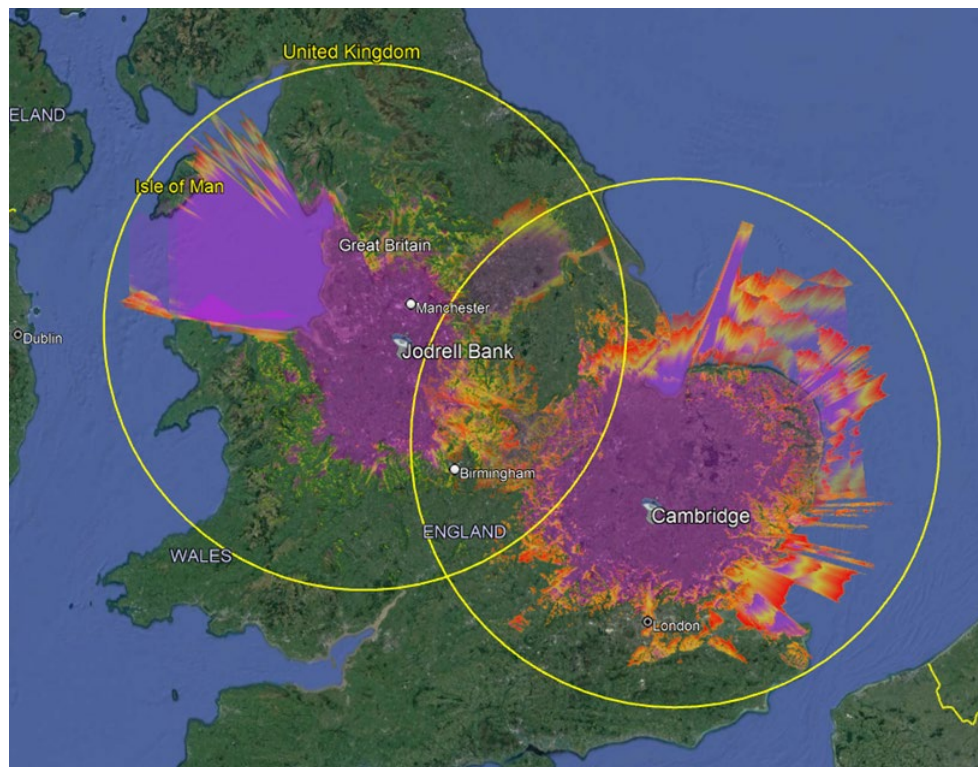 United Kingdom
ELAND
Isle of Man
Great Britain
Manchester
Dublin
Jodrell Bank
Birmingham
Cambridge
ENGLAND
WALES
London